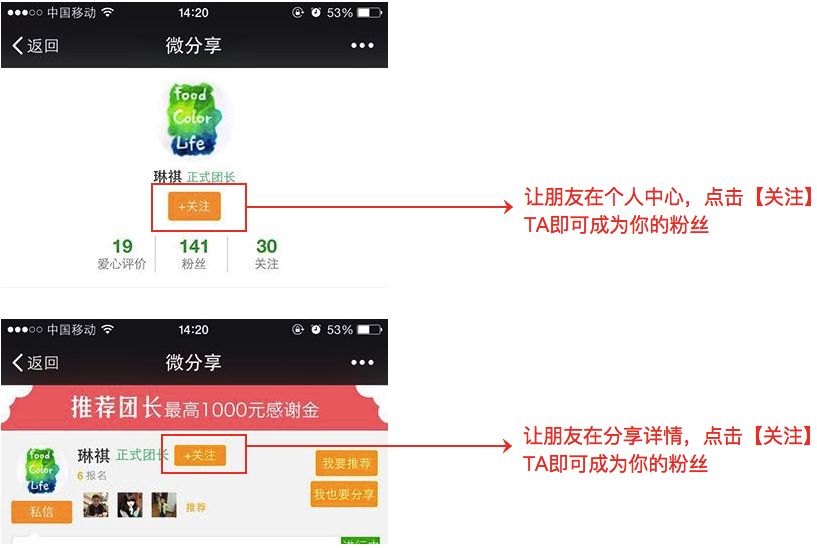 中国移动 14:20 53%
返回 微分享
Food
Color
Life
琳祺 正式团长
+关注
让朋友在个人中心，点击【关注】
TA即可成为你的粉丝
19 141 30
爱心评价 粉丝 关注
中国移动 14:20 53%
返回 微分享
推荐团长最高1000元感谢金
Food
Color
Life
琳祺 正式团长 +关注
6 报名
我要推荐
让朋友在分享详情，点击【关注】
TA即可成为你的粉丝
我也要分享
私信
推荐
进行中